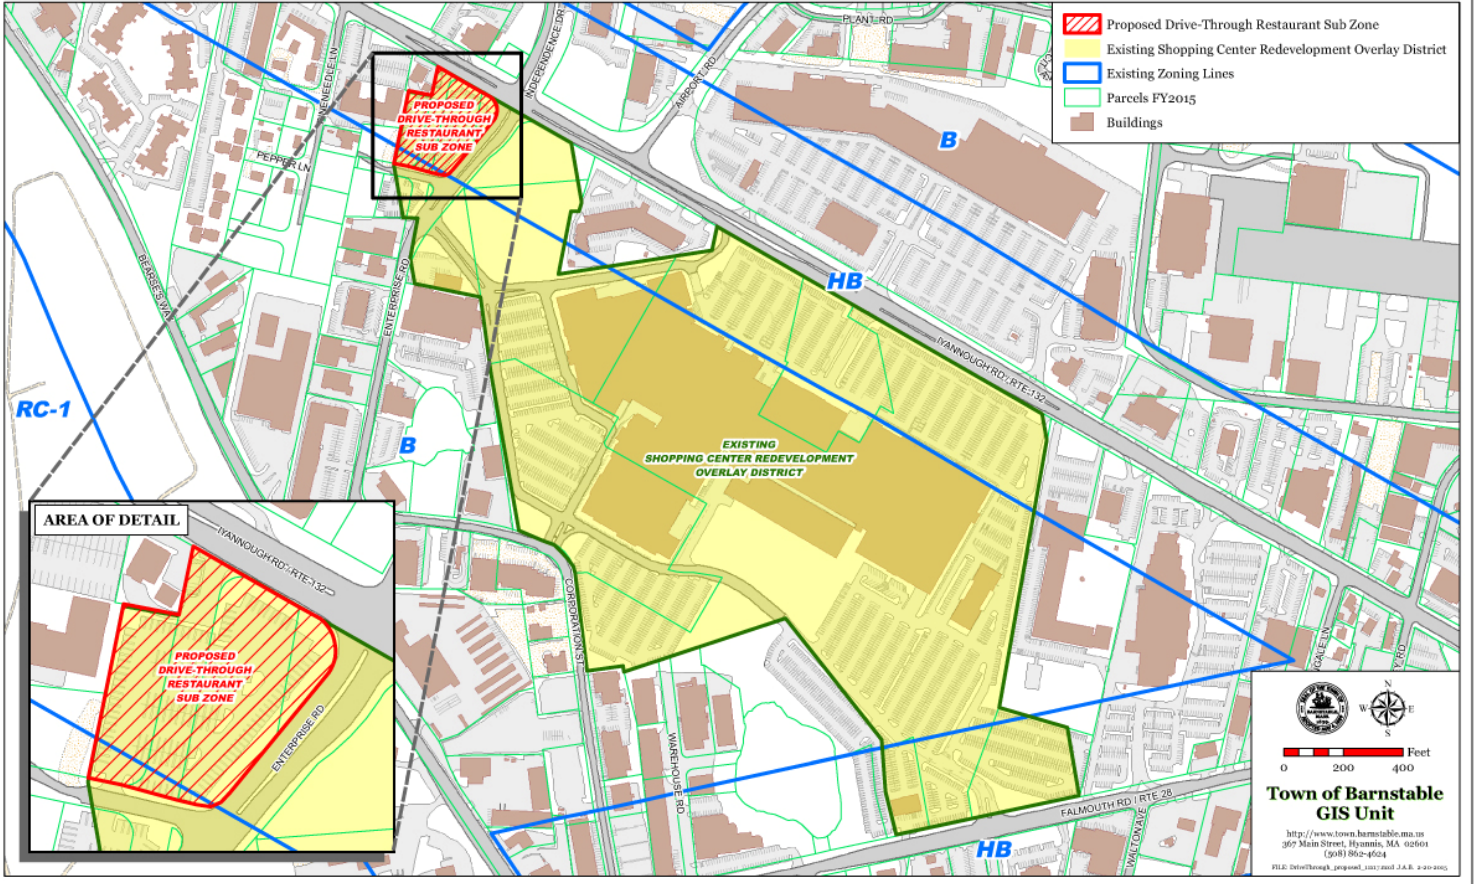 Proposed Drive-Through Restaurant Sub Zone
Existing Shopping Center Redevelopment Overlay District
Existing Zoning Lines
Parcels FY2015
Buildings
PLANT RD
INDEPENDENCE DR
AIRPORT RD
PROPOSED
DRIVE-THROUGH
RESTAURANT
SUB ZONE
B
PEPPER LN
BEARSE'S WAY
ENTERPRISE RD
HB
IYANNOUGH RD / RTE 132
RC-1
B
EXISTING
SHOPPING CENTER REDEVELOPMENT
OVERLAY DISTRICT
AREA OF DETAIL
IYANNOUGH RD / RTE 132
PROPOSED
DRIVE-THROUGH
RESTAURANT
SUB ZONE
ENTERPRISE RD
CORPORATION ST
WAREHOUSE RD
FALMOUTH RD / RTE 28
WALTON AVE
HB
N
W E
S
Feet
0 200 400
Town of Barnstable
GIS Unit
http://www.town.barnstable.ma.us
367 Main Street, Hyannis, MA 02601
(508) 862-4624